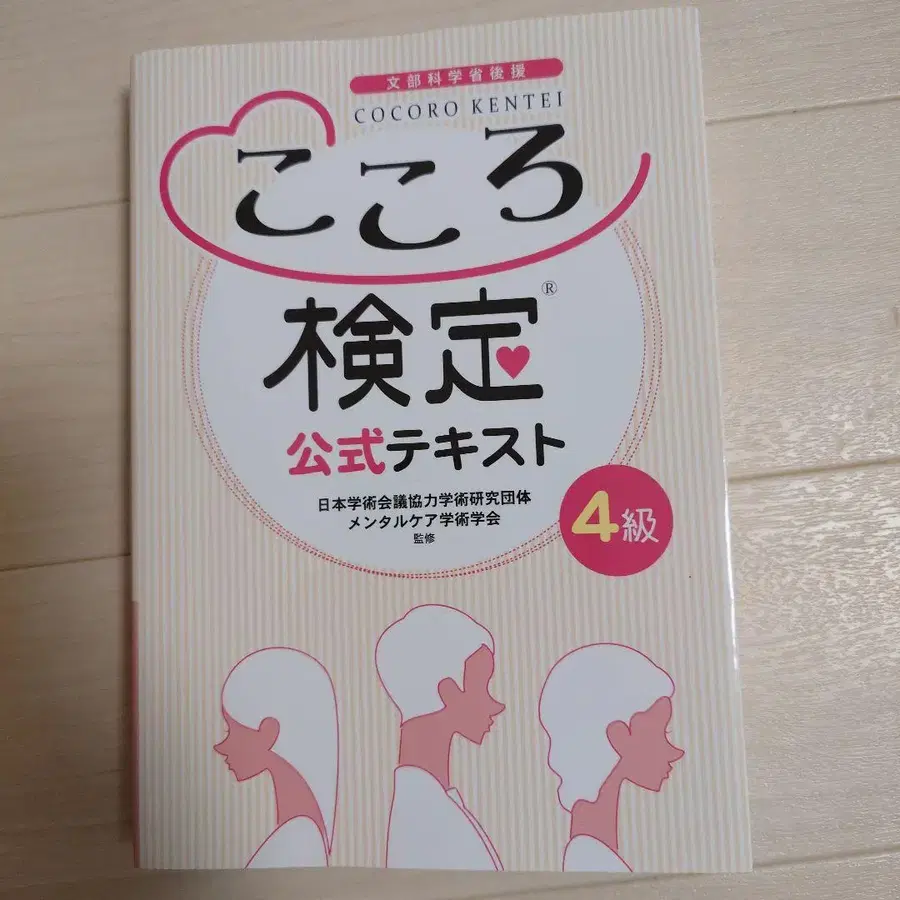 文部科学省後援
COCORO KENTEI
こころ
検定®
公式テキスト
日本学術会議協力学術研究団体
メンタルケア学術学会
監修
4級